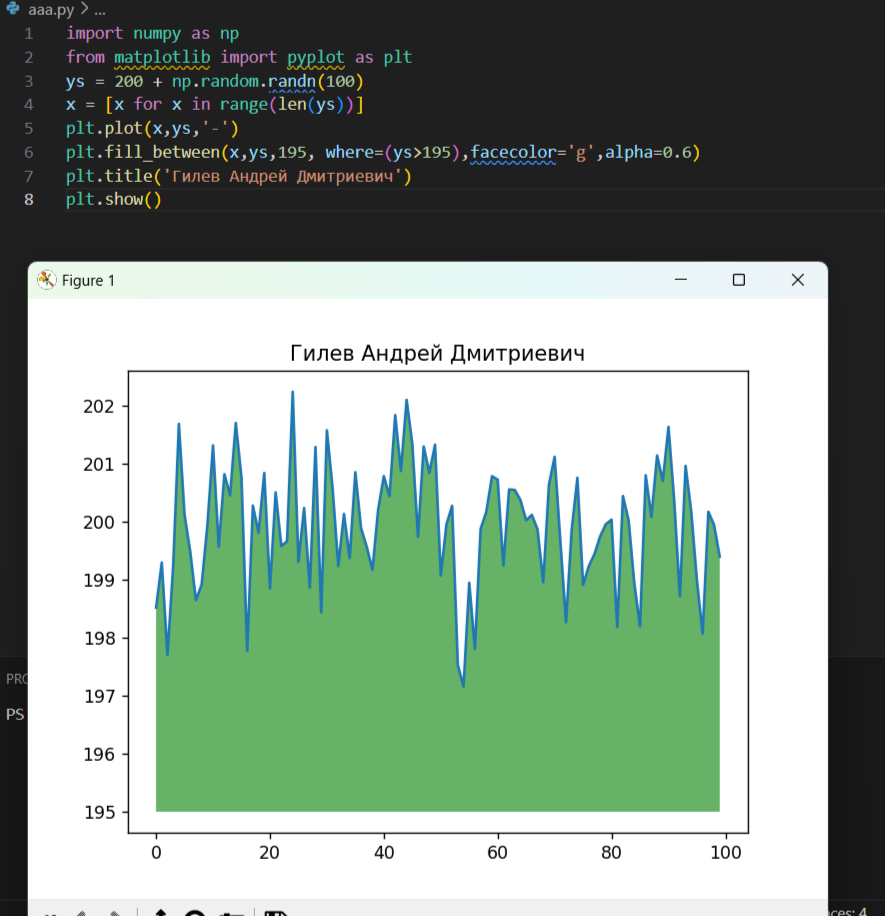 aaa.py > ...
1 import numpy as np
2 from matplotlib import pyplot as plt
3 ys = 200 + np.random.randn(100)
4 x = [x for x in range(len(ys))]
5 plt.plot(x,ys,'-')
6 plt.fill_between(x,ys,195, where=(ys>195),facecolor='g',alpha=0.6)
7 plt.title('Гилев Андрей Дмитриевич')
8 plt.show()
Figure 1
Гилев Андрей Дмитриевич
202
201
200
199
198
197
196
195
0 20 40 60 80 100
PS